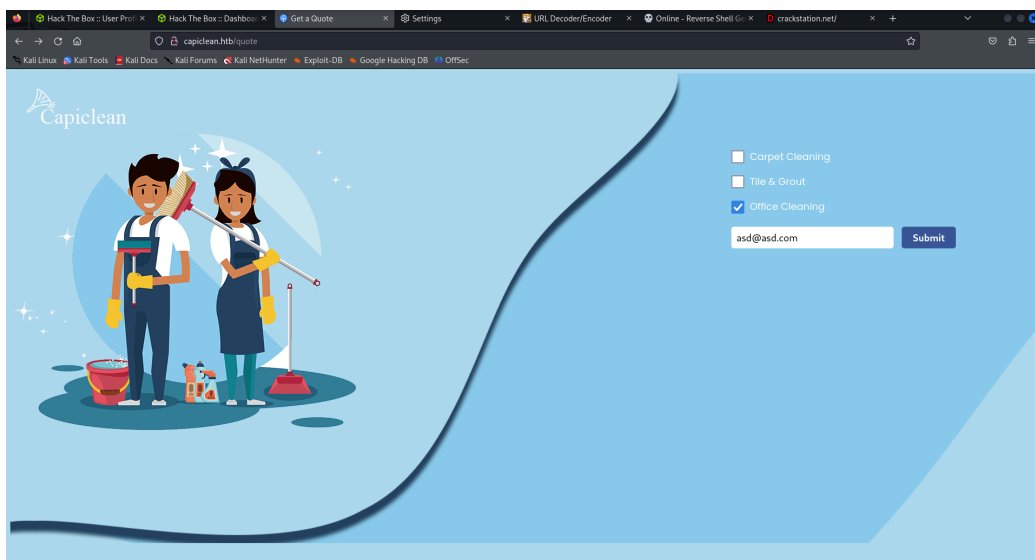 Hack The Box :: User Prof
Hack The Box :: Dashboar
Get a Quote
Settings
URL Decoder/Encoder
Online - Reverse Shell Ge
crackstation.net/
capiclean.htb/quote
Kali Linux Kali Tools Kali Docs Kali Forums Kali NetHunter Exploit-DB Google Hacking DB OffSec
Capiclean
Carpet Cleaning
Tile & Grout
Office Cleaning
asd@asd.com Submit